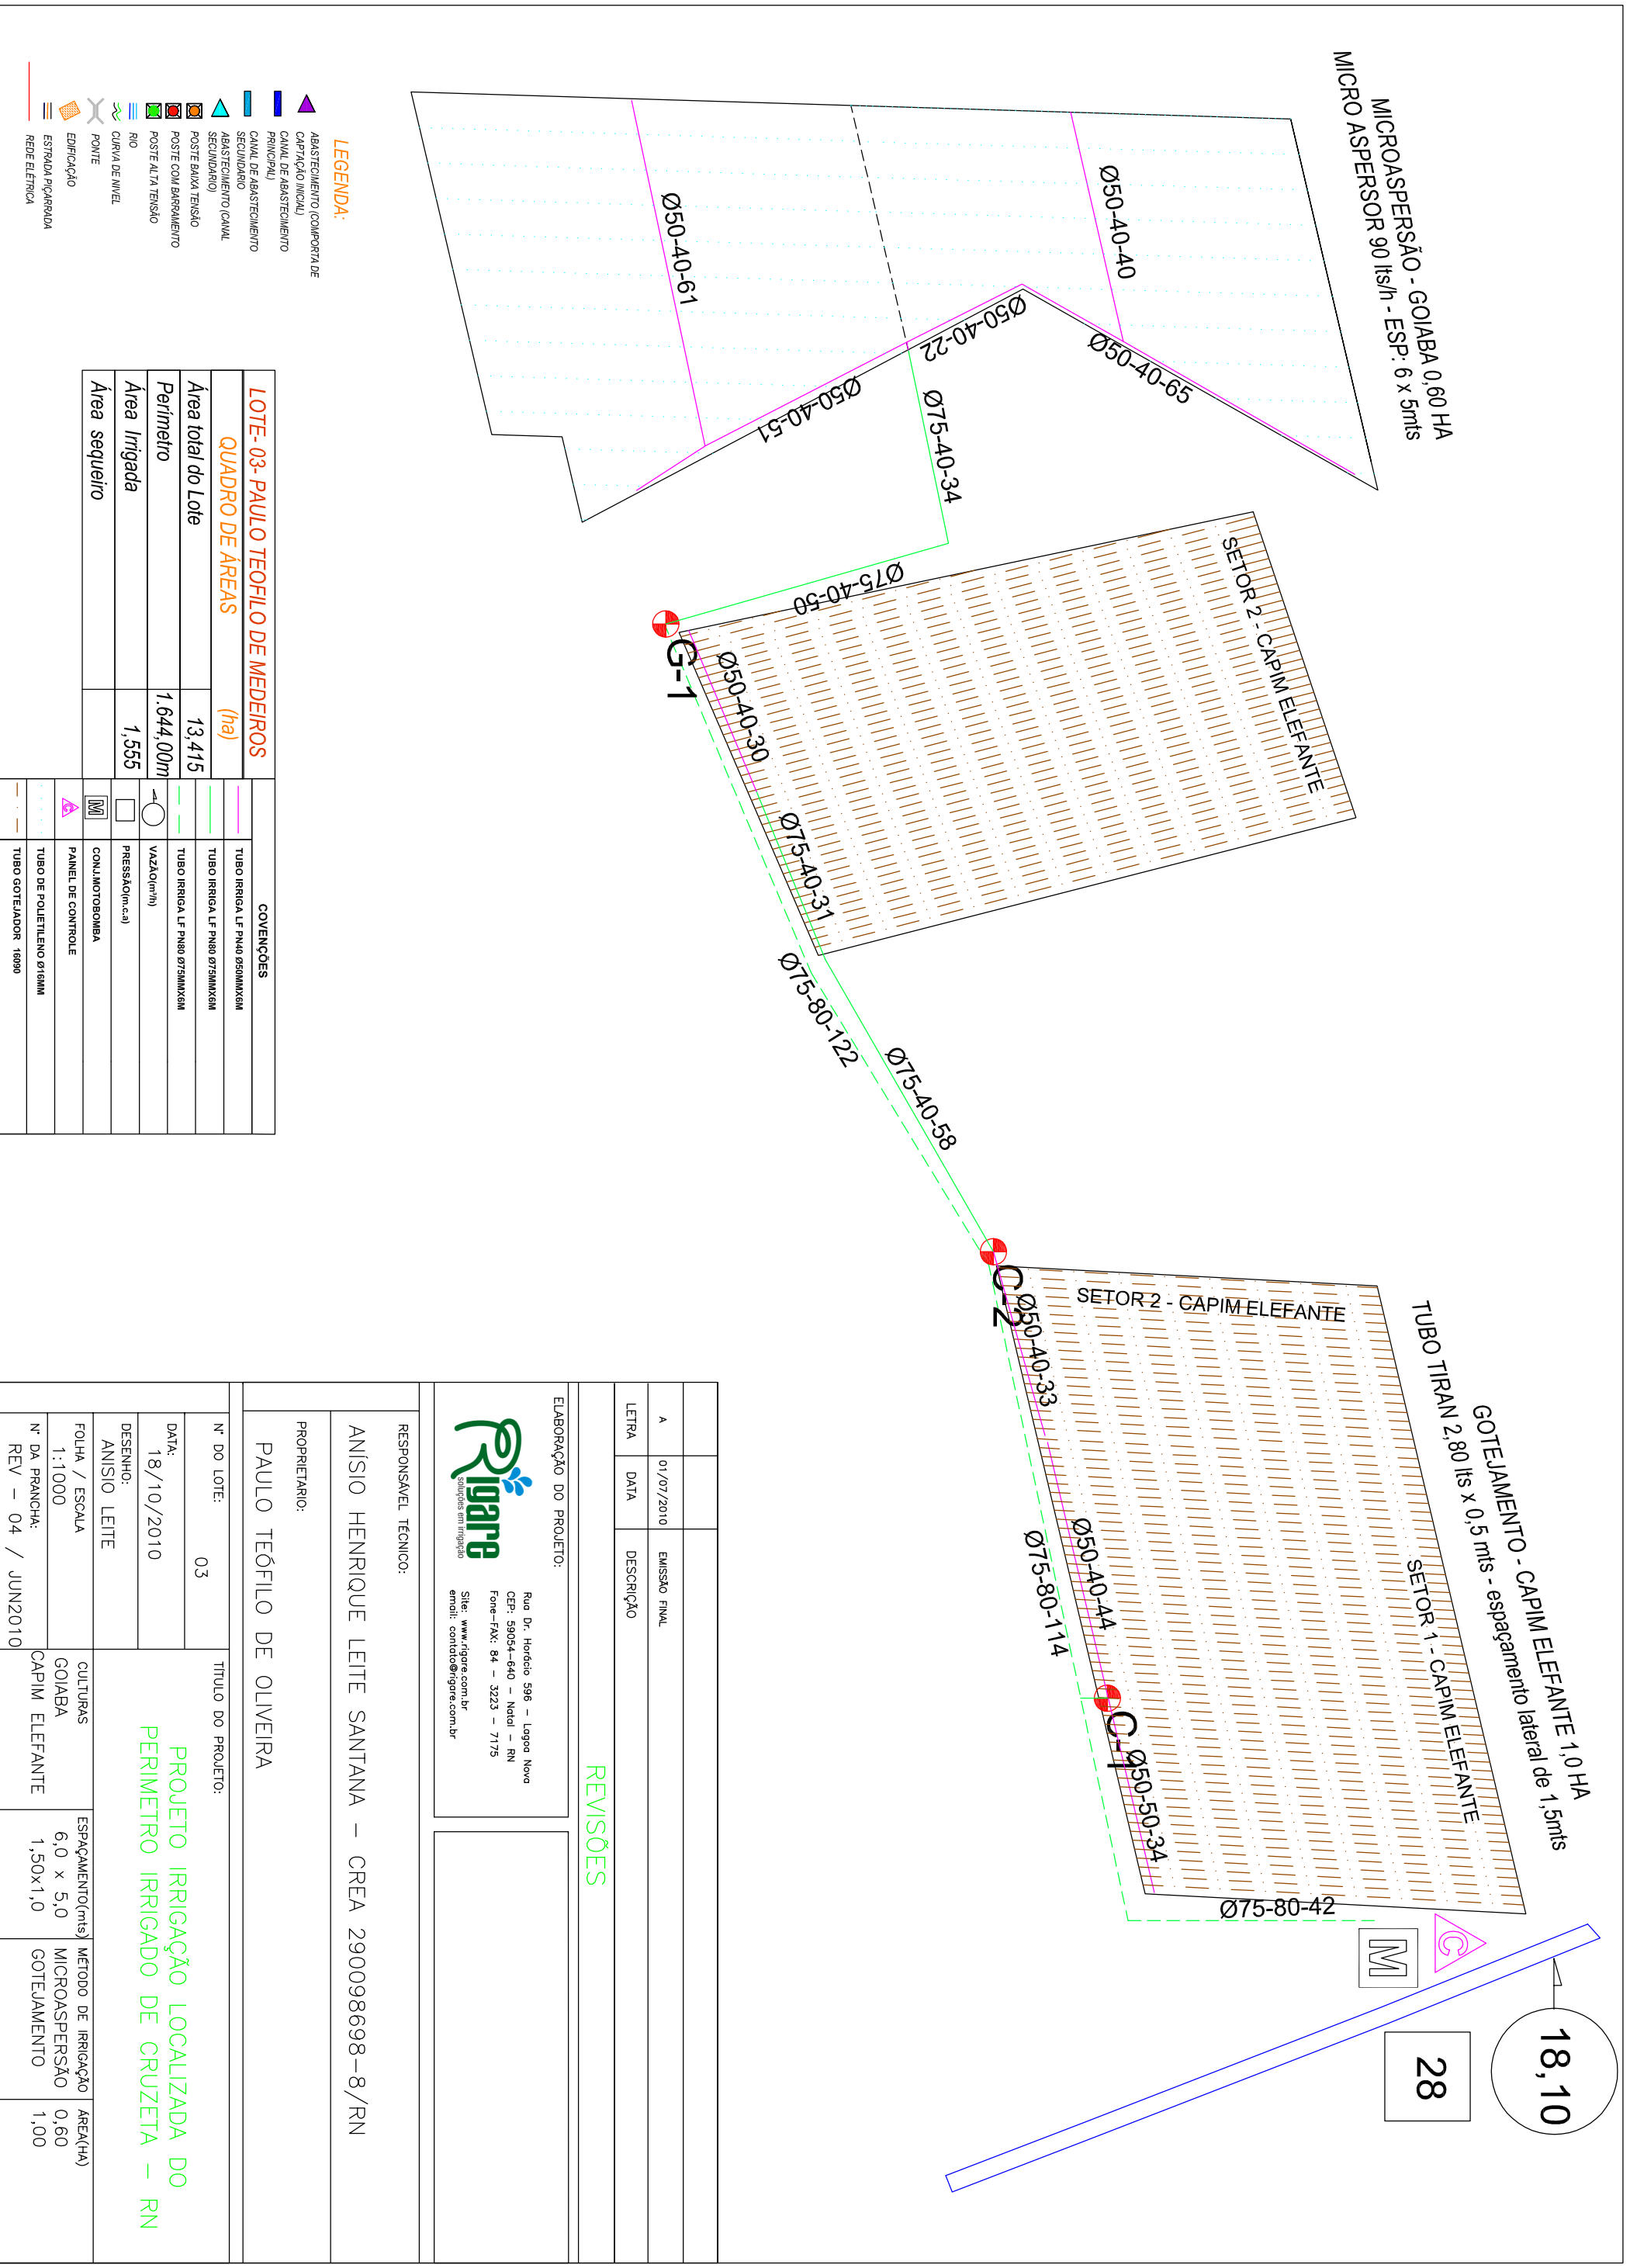 MICROASPERSÃO - GOIABA 0,60 HA
MICRO ASPERSOR 90 lts/h - ESP: 6 x 5mts
Ø50-40-40
Ø50-40-61
Ø50-40-65
Ø50-40-22
Ø50-40-51
Ø75-40-34
Ø75-40-50
G-1
SETOR 2 - CAPIM ELEFANTE
Ø50-40-30
Ø75-40-31
Ø75-80-122
Ø75-40-58
GOTEJAMENTO - CAPIM ELEFANTE 1,0 HA
TUBO TIRAN 2,80 lts x 0,5 mts - espaçamento lateral de 1,5mts
SETOR 2 - CAPIM ELEFANTE
SETOR 1 - CAPIM ELEFANTE
C-2
Ø50-40-33
Ø50-40-44
Ø75-80-114
C-1
Ø50-50-34
Ø75-80-42
M
C
18,10
28
LEGENDA:
ABASTECIMENTO (COMPORTA DE
CAPTAÇÃO INICIAL)
CANAL DE ABASTECIMENTO
PRINCIPAL)
CANAL DE ABASTECIMENTO
SECUNDARIO
ABASTECIMENTO (CANAL
SECUNDARIO)
POSTE BAIXA TENSÃO
POSTE COM BARRAMENTO
POSTE ALTA TENSÃO
RIO
CURVA DE NIVEL
PONTE
EDIFICAÇÃO
ESTRADA PIÇARRADA
REDE ELÉTRICA
LOTE- 03- PAULO TEOFILO DE MEDEIROS
QUADRO DE ÁREAS (ha)
Área total do Lote 13,415
Perímetro 1.644,00m
Área Irrigada 1,555
Área sequeiro
COVENÇÕES
TUBO IRRIGA LF PN40 Ø50MMX6M
TUBO IRRIGA LF PN80 Ø75MMX6M
TUBO IRRIGA LF PN80 Ø75MMX6M
VAZÃO(m³/h)
PRESSÃO(m.c.a)
M CONJ.MOTOBOMBA
C PAINEL DE CONTROLE
TUBO DE POLIETILENO Ø16MM
TUBO GOTEJADOR 16090
A 01/07/2010 EMISSÃO FINAL
LETRA DATA DESCRIÇÃO
REVISÕES
ELABORAÇÃO DO PROJETO:
Rigare
soluções em irrigação
Rua Dr. Horácio 596 - Lagoa Nova
CEP: 59054-640 - Natal - RN
Fone-FAX: 84 - 3223 - 7175
Site: www.rigare.com.br
email: contato@rigare.com.br
RESPONSÁVEL TÉCNICO:
ANÍSIO HENRIQUE LEITE SANTANA - CREA 290098698-8/RN
PROPRIETARIO:
PAULO TEÓFILO DE OLIVEIRA
N° DO LOTE:
03
TÍTULO DO PROJETO:
PROJETO IRRIGAÇÃO LOCALIZADA DO
PERIMETRO IRRIGADO DE CRUZETA - RN
DATA:
18/10/2010
DESENHO:
ANISIO LEITE
FOLHA / ESCALA
1:1000
N° DA PRANCHA:
REV - 04 / JUN2010
CULTURAS ESPAÇAMENTO(mts) MÉTODO DE IRRIGAÇÃO ÁREA(HA)
GOIABA 6,0 x 5,0 MICROASPERSÃO 0,60
CAPIM ELEFANTE 1,50x1,0 GOTEJAMENTO 1,00